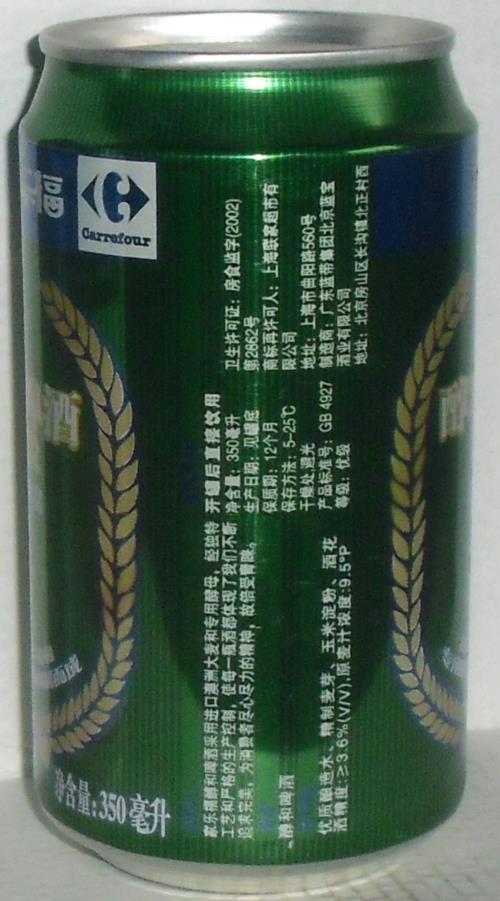 Carrefour
福
酒
家乐福醇和啤酒采用进口澳洲大麦和专用酵母，经独特
工艺和严格的生产控制，使每一瓶酒都体现了我们不断
追求完美，为消费者尽心尽力的精神，故倍受青睐。
醇和啤酒
优质酿造水、精制麦芽、玉米淀粉、酒花
酒精度:≥3.6%(V/V),原麦汁浓度:9.5°P
开罐后直接饮用
净含量：350毫升
生产日期：见罐底
保质期：12个月
保存方法：5-25℃
干燥处避光
产品标准号：GB 4927
等级：优级
卫生许可证：房食监字(2002)
第2862号
商标再许可人：上海联家超市有
限公司
地址：上海市曲阳路560号
制造商：广东蓝带集团北京蓝宝
酒业有限公司
地址：北京房山区长沟镇北正村西
净含量:350毫升